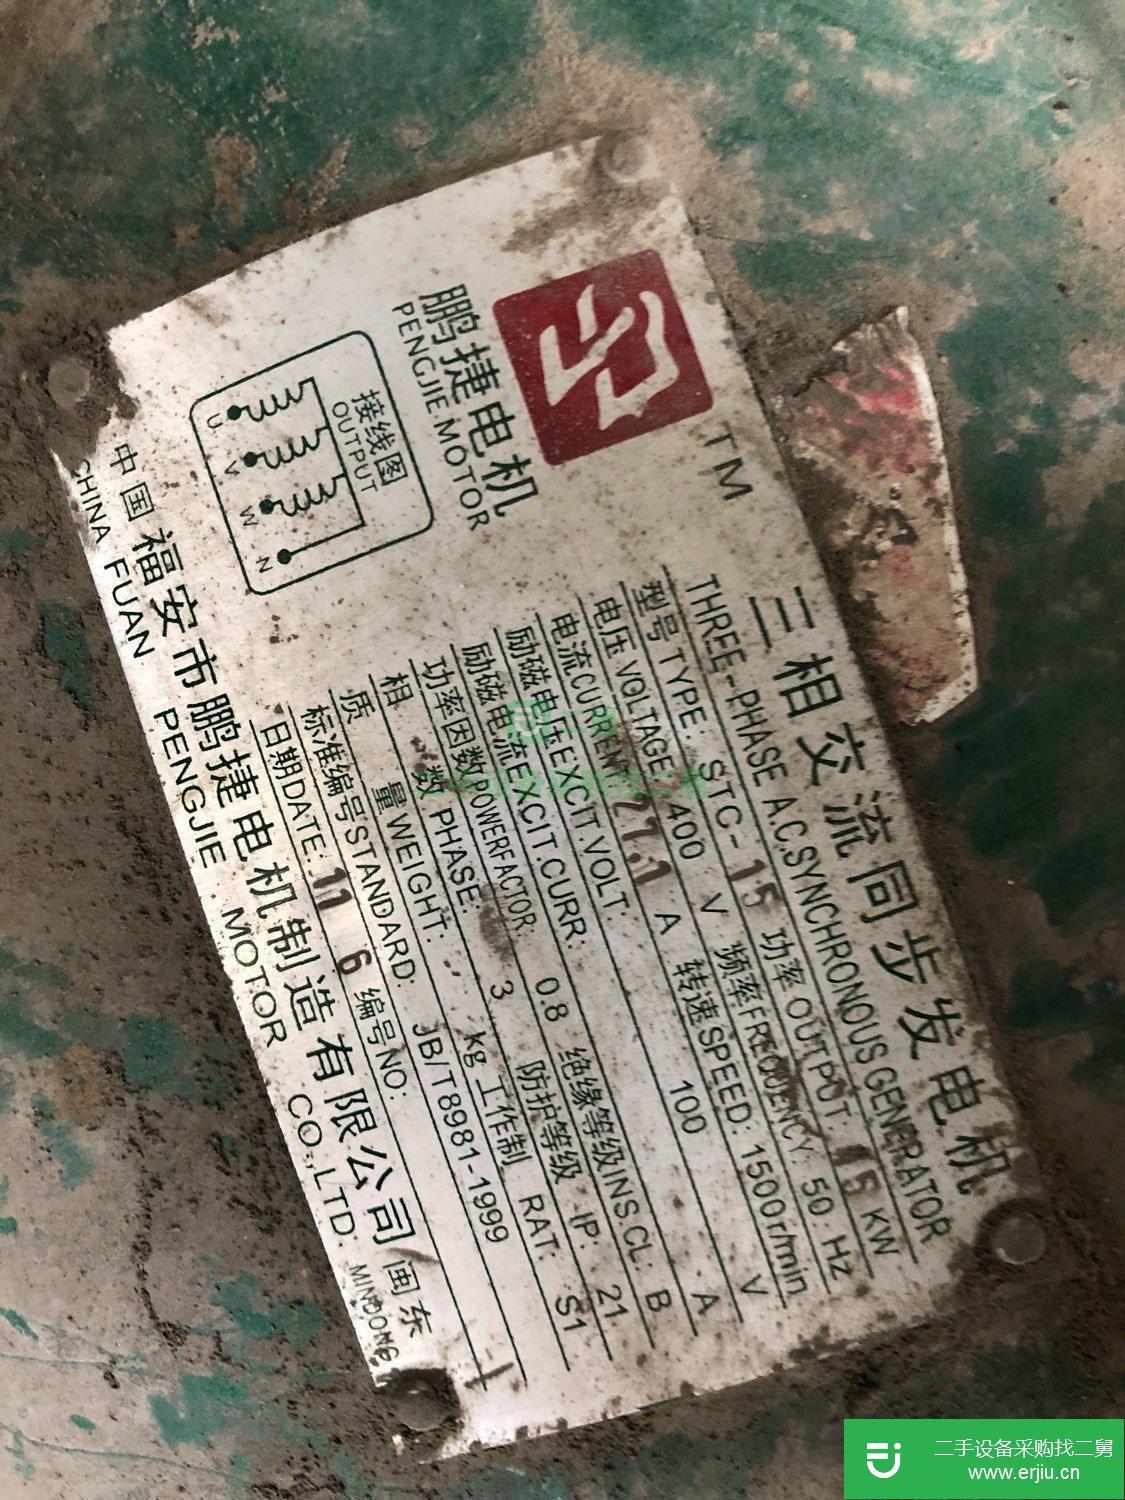 TM
鹏捷电机
PENGJIE MOTOR
接线图
OUTPUT
U V W N
三相交流同步发电机
THREE-PHASE A.C.SYNCHRONOUS GENERATOR
型号TYPE: STC-15 功率OUTPUT: 15 KW
电压VOLTAGE 400 V 频率FREQUENCY: 50 HZ
电流CURRENT 27.1 A 转速SPEED: 1500r/min
励磁电压EXCIT.VOLT: 100 V
励磁电流EXCIT.CURR: A
功率因数POWERFACTOR: 0.8 绝缘等级INS.CL: B
相数PHASE: 3 防护等级 IP: 21
质量WEIGHT: kg 工作制 RAT: S1
标准编号STANDARD: JB/T8981-1999
日期DATE: 11 6 编号NO:
中国福安市鹏捷电机制造有限公司 闽东
CHINA FUAN PENGJIE MOTOR CO.,LTD. MINDONG
二手设备采购找二舅
www.erjiu.cn